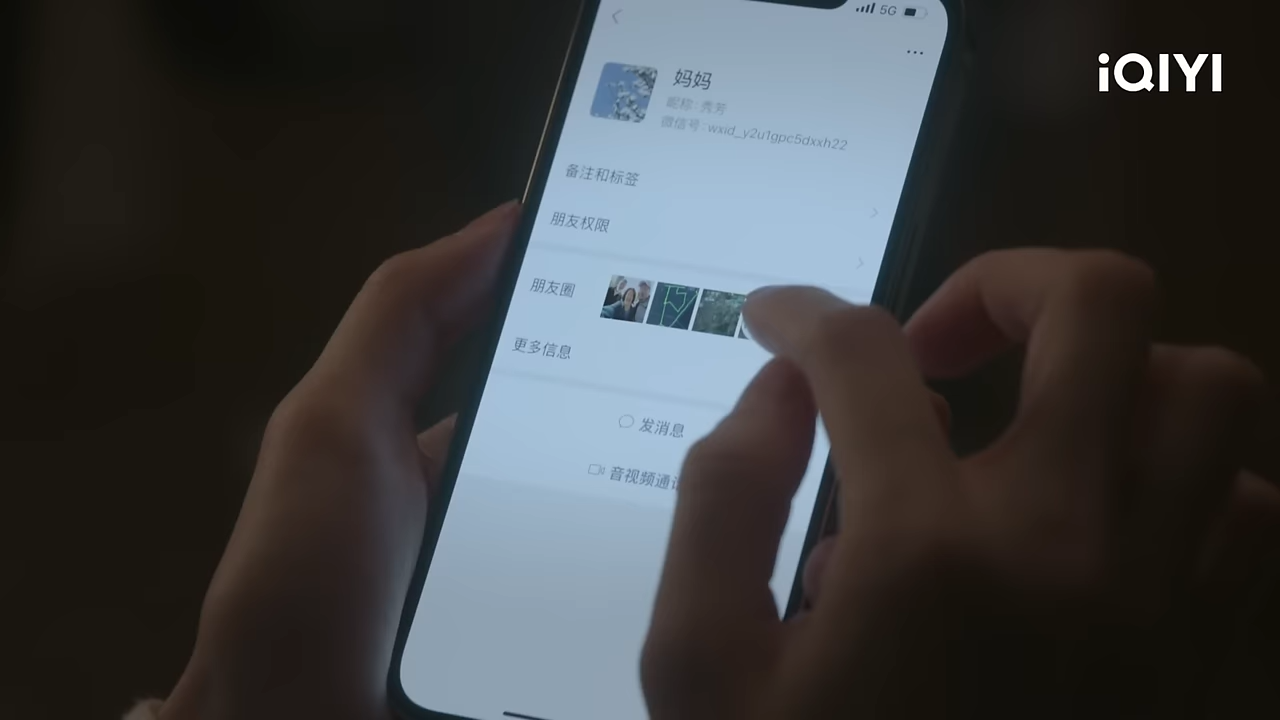 5G
iQIYI
妈妈
昵称: 秀芳
微信号: wxid_y2u1gpc5dxxh22
备注和标签
朋友权限
朋友圈
更多信息
发消息
音视频通